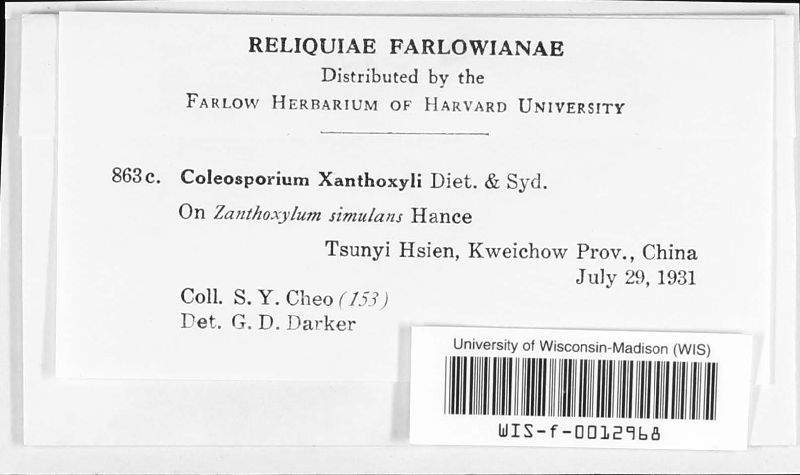 RELIQUIAE FARLOWIANAE
Distributed by the
FARLOW HERBARIUM OF HARVARD UNIVERSITY
863c. Coleosporium Xanthoxyli Diet. & Syd.
On Zanthoxylum simulans Hance
Tsunyi Hsien, Kweichow Prov., China
July 29, 1931
Coll. S. Y. Cheo (153)
Det. G. D. Darker
University of Wisconsin-Madison (WIS)
WIS-f-0012968